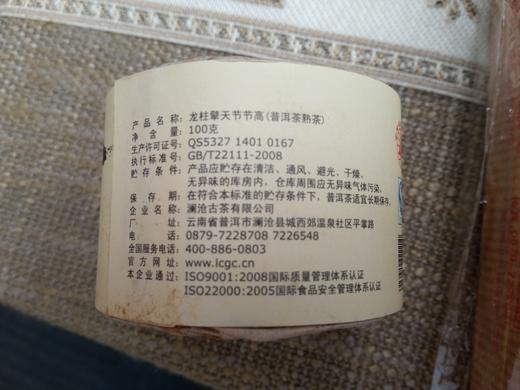 产品名称：龙柱擎天节节高(普洱茶熟茶)
净含量：100克
生产许可证号：QS5327 1401 0167
执行标准号：GB/T22111-2008
贮存条件：产品应贮存在清洁、通风、避光、干燥、
无异味的库房内，仓库周围应无异味气体污染。
保存期：在符合本标准的贮存条件下，普洱茶适宜长期保存。
企业名称：澜沧古茶有限公司
厂址：云南省普洱市澜沧县城西郊温泉社区平掌路
电话：0879-7228708 7226548
全国服务电话：400-886-0803
官方网址：www.lcgc.cn
本企业通过：ISO9001:2008国际质量管理体系认证
ISO22000:2005国际食品安全管理体系认证